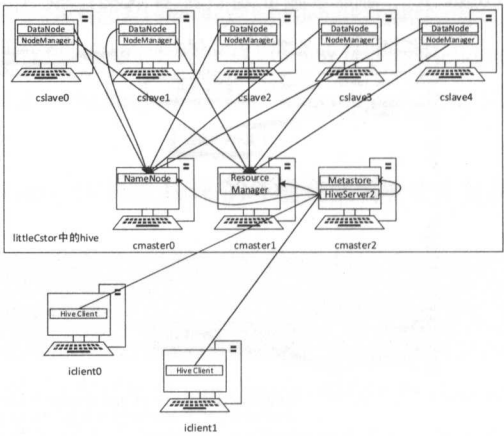 DataNode
NodeManager
DataNode
NodeManager
DataNode
NodeManager
DataNode
NodeManager
DataNode
NodeManager
cslave0
cslave1
cslave2
cslave3
cslave4
NameNode
Resource
Manager
Metastore
HiveServer2
littleCstor中的hive
cmaster0
cmaster1
cmaster2
Hive Client
iclient0
Hive Client
iclient1